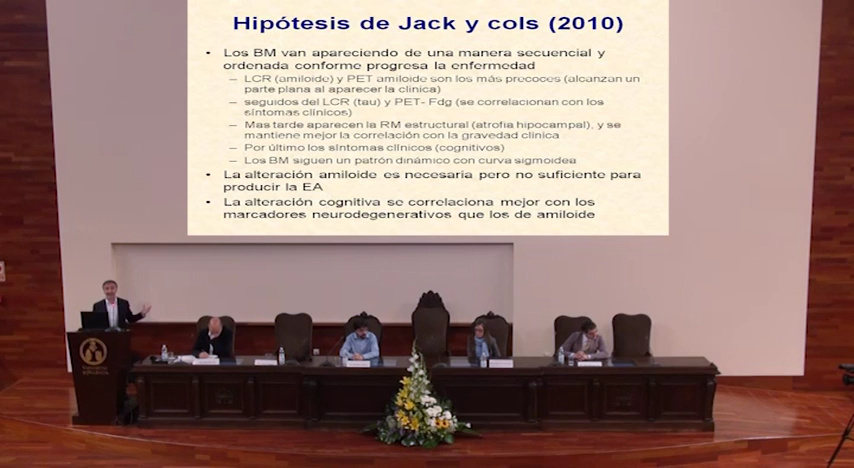 Hipótesis de Jack y cols (2010)
• Los BM van apareciendo de una manera secuencial y
ordenada conforme progresa la enfermedad
– LCR (amiloide) y PET amiloide son los más precoces (alcanzan un
parte plana al aparecer la clínica)
– seguidos del LCR (tau) y PET- Fdg (se correlacionan con los
síntomas clínicos)
– Mas tarde aparecen la RM estructural (atrofia hipocampal), y se
mantiene mejor la correlación con la gravedad clínica
– Por último los síntomas clínicos (cognitivos)
– Los BM siguen un patrón dinámico con curva sigmoidea
• La alteración amiloide es necesaria pero no suficiente para
producir la EA
• La alteración cognitiva se correlaciona mejor con los
marcadores neurodegenerativos que los de amiloide